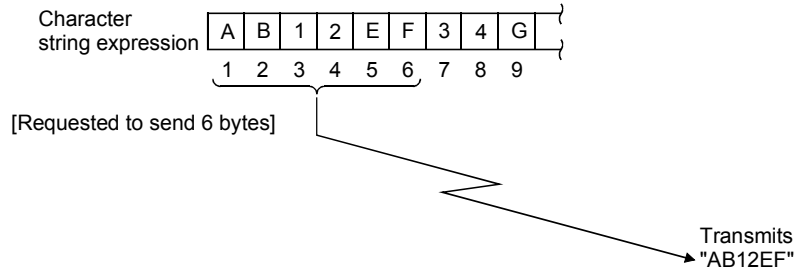 Character
string expression
A B 1 2 E F 3 4 G
1 2 3 4 5 6 7 8 9
[Requested to send 6 bytes]
Transmits
"AB12EF"